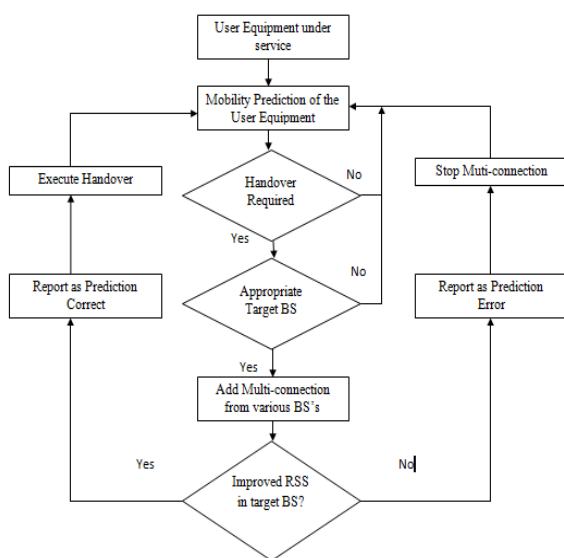 User Equipment under
service
Mobility Prediction of the
User Equipment
Handover
Required
No
Execute Handover
Stop Muti-connection
Yes
Appropriate
Target BS
No
Report as Prediction
Correct
Report as Prediction
Error
Yes
Add Multi-connection
from various BS's
Yes
Improved RSS
in target BS?
No